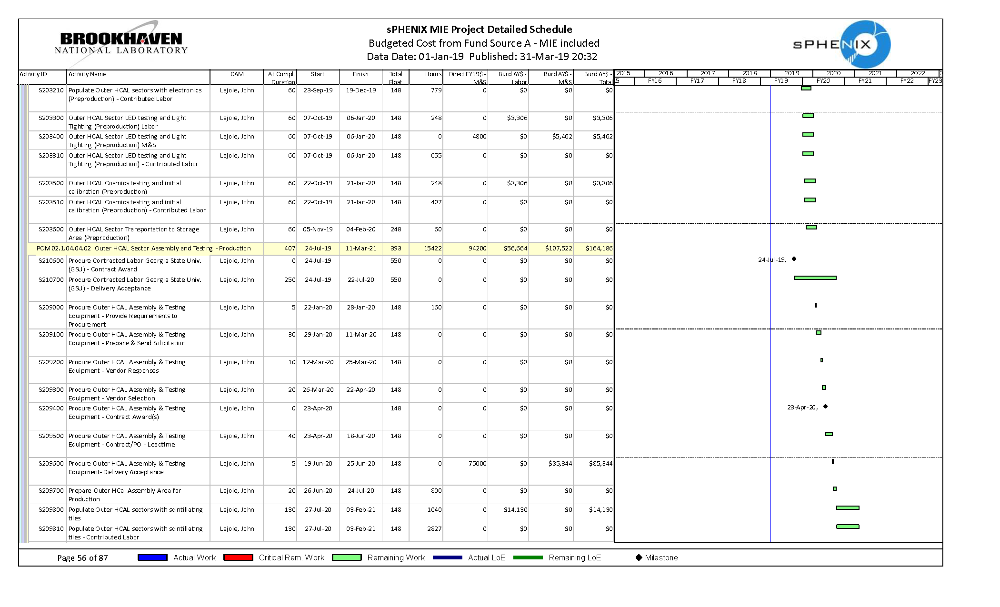 BROOKHAVEN
NATIONAL LABORATORY
sPHENIX MIE Project Detailed Schedule
Budgeted Cost from Fund Source A - MIE included
Data Date: 01-Jan-19 Published: 31-Mar-19 20:32
sPHENIX
Activity ID Activity Name CAM At Compl. Start Finish Total Hours Direct FY19$ - Burd AY$ - Burd AY$ - Burd AY$ - 2015 2016 2017 2018 2019 2020 2021 2022 3
Duration Float M&S Labor M&S Total 5 FY16 FY17 FY18 FY19 FY20 FY21 FY22 FY23
S203210 Populate Outer HCAL sectors with electronics Lajoie, John 60 23-Sep-19 19-Dec-19 148 779 0 $0 $0 $0
(Preproduction) - Contributed Labor
S203300 Outer HCAL Sector LED testing and Light Lajoie, John 60 07-Oct-19 06-Jan-20 148 248 0 $3,306 $0 $3,306
Tighting (Preproduction) Labor
S203400 Outer HCAL Sector LED testing and Light Lajoie, John 60 07-Oct-19 06-Jan-20 148 0 4800 $0 $5,462 $5,462
Tighting (Preproduction) M&S
S203310 Outer HCAL Sector LED testing and Light Lajoie, John 60 07-Oct-19 06-Jan-20 148 655 0 $0 $0 $0
Tighting (Preproduction) - Contributed Labor
S203500 Outer HCAL Cosmics testing and initial Lajoie, John 60 22-Oct-19 21-Jan-20 148 248 0 $3,306 $0 $3,306
calibration (Preproduction)
S203510 Outer HCAL Cosmics testing and initial Lajoie, John 60 22-Oct-19 21-Jan-20 148 407 0 $0 $0 $0
calibration (Preproduction) - Contributed Labor
S203600 Outer HCAL Sector Transportation to Storage Lajoie, John 60 05-Nov-19 04-Feb-20 248 60 0 $0 $0 $0
Area (Preproduction)
POM02.1.04.04.02 Outer HCAL Sector Assembly and Testing - Production 407 24-Jul-19 11-Mar-21 393 15422 94200 $56,664 $107,522 $164,186
S210600 Procure Contracted Labor Georgia State Univ. Lajoie, John 0 24-Jul-19 550 0 0 $0 $0 $0 24-Jul-19,
(GSU) - Contract Award
S210700 Procure Contracted Labor Georgia State Univ. Lajoie, John 250 24-Jul-19 22-Jul-20 550 0 0 $0 $0 $0
(GSU) - Delivery Acceptance
S209000 Procure Outer HCAL Assembly & Testing Lajoie, John 5 22-Jan-20 28-Jan-20 148 160 0 $0 $0 $0
Equipment - Provide Requirements to
Procurement
S209100 Procure Outer HCAL Assembly & Testing Lajoie, John 30 29-Jan-20 11-Mar-20 148 0 0 $0 $0 $0
Equipment - Prepare & Send Solicitation
S209200 Procure Outer HCAL Assembly & Testing Lajoie, John 10 12-Mar-20 25-Mar-20 148 0 0 $0 $0 $0
Equipment - Vendor Responses
S209300 Procure Outer HCAL Assembly & Testing Lajoie, John 20 26-Mar-20 22-Apr-20 148 0 0 $0 $0 $0
Equipment - Vendor Selection
S209400 Procure Outer HCAL Assembly & Testing Lajoie, John 0 23-Apr-20 148 0 0 $0 $0 $0 23-Apr-20,
Equipment - Contract Award(s)
S209500 Procure Outer HCAL Assembly & Testing Lajoie, John 40 23-Apr-20 18-Jun-20 148 0 0 $0 $0 $0
Equipment - Contract/PO - Leadtime
S209600 Procure Outer HCAL Assembly & Testing Lajoie, John 5 19-Jun-20 25-Jun-20 148 0 75000 $0 $85,344 $85,344
Equipment- Delivery Acceptance
S209700 Prepare Outer HCal Assembly Area for Lajoie, John 20 26-Jun-20 24-Jul-20 148 800 0 $0 $0 $0
Production
S209800 Populate Outer HCAL sectors with scintillating Lajoie, John 130 27-Jul-20 03-Feb-21 148 1040 0 $14,130 $0 $14,130
tiles
S209810 Populate Outer HCAL sectors with scintillating Lajoie, John 130 27-Jul-20 03-Feb-21 148 2827 0 $0 $0 $0
tiles - Contributed Labor
Page 56 of 87 Actual Work Critical Rem. Work Remaining Work Actual LoE Remaining LoE Milestone